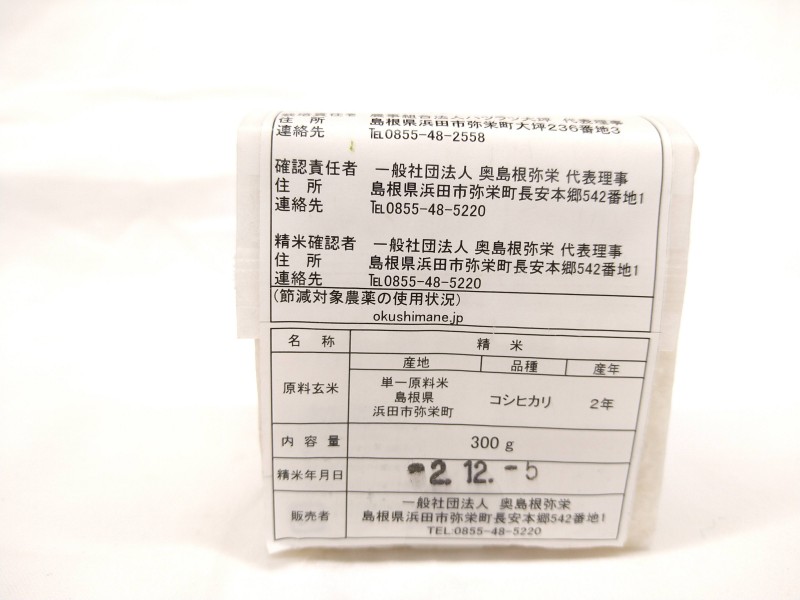 住 所 島根県浜田市弥栄町大坪236番地3
連絡先 ℡0855-48-2558
確認責任者 一般社団法人 奥島根弥栄 代表理事
住 所 島根県浜田市弥栄町長安本郷542番地1
連絡先 ℡0855-48-5220
精米確認者 一般社団法人 奥島根弥栄 代表理事
住 所 島根県浜田市弥栄町長安本郷542番地1
連絡先 ℡0855-48-5220
(節減対象農薬の使用状況)
okushimane.jp
名 称 精 米
原料玄米 産地 品種 産年
単一原料米
島根県
浜田市弥栄町 コシヒカリ 2年
内 容 量 300 g
精米年月日 -2.12.-5
販売者 一般社団法人 奥島根弥栄
島根県浜田市弥栄町長安本郷542番地1
TEL:0855-48-5220